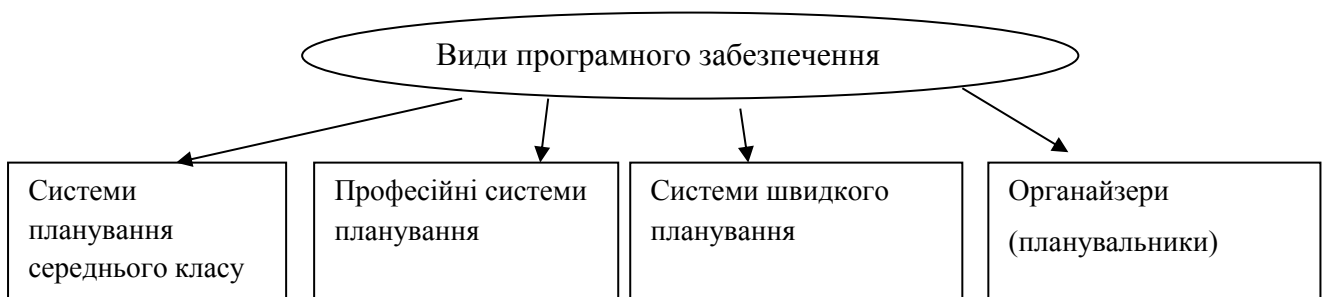 Види програмного забезпечення
Системи
планування
середнього класу
Професійні системи
планування
Системи швидкого
планування
Органайзери
(планувальники)